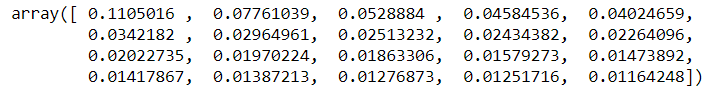 array([ 0.1105016 ,  0.07761039,  0.0528884 ,  0.04584536,  0.04024659,
        0.0342182 ,  0.02964961,  0.02513232,  0.02434382,  0.02264096,
        0.02022735,  0.01970224,  0.01863306,  0.01579273,  0.01473892,
        0.01417867,  0.01387213,  0.01276873,  0.01251716,  0.01164248])